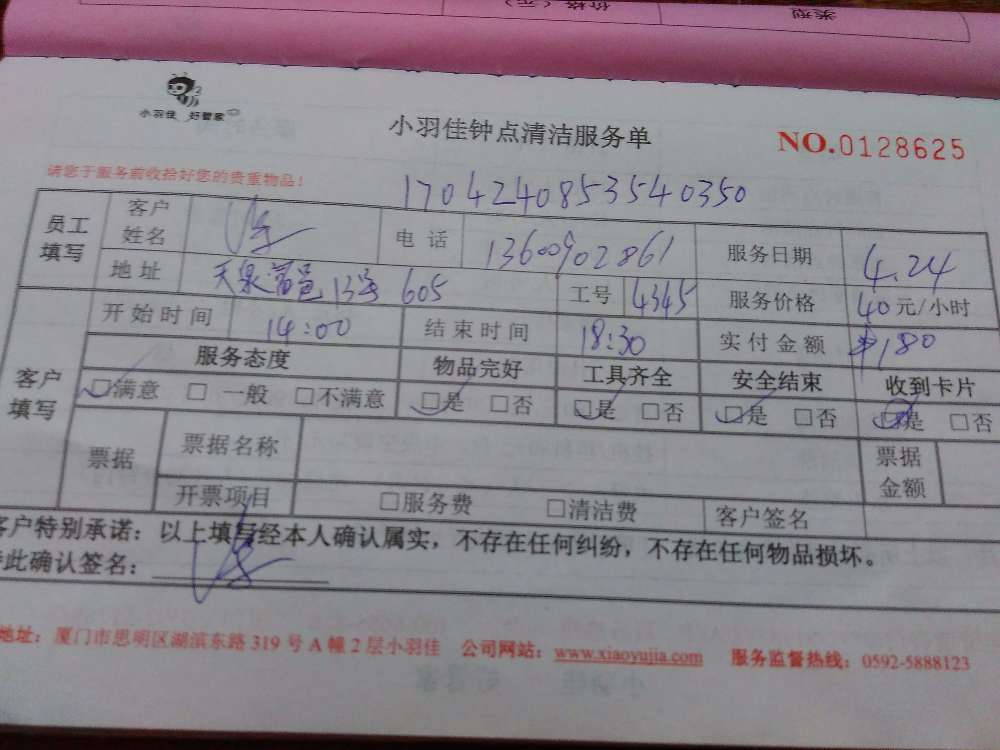 价格（元） 类型
小羽佳 好管家
小羽佳钟点清洁服务单
NO.0128625
请您于服务前收拾好您的贵重物品！
1704240853540350
员工填写 客户姓名 电话 13600902861 服务日期 4.24
地址 天泉 13号 605 工号 4345 服务价格 40元/小时
客户填写 开始时间 14:00 结束时间 18:30 实付金额 ¥180
服务态度 物品完好 工具齐全 安全结束 收到卡片
□满意 □一般 □不满意 □是 □否 □是 □否 □是 □否 □是 □否
票据 票据名称 票据金额
开票项目 □服务费 □清洁费 客户签名
客户特别承诺：以上填写经本人确认属实，不存在任何纠纷，不存在任何物品损坏。
此确认签名：
地址：厦门市思明区湖滨东路319号A幢2层小羽佳 公司网站：www.xiaoyujia.com 服务监督热线：0592-5888123